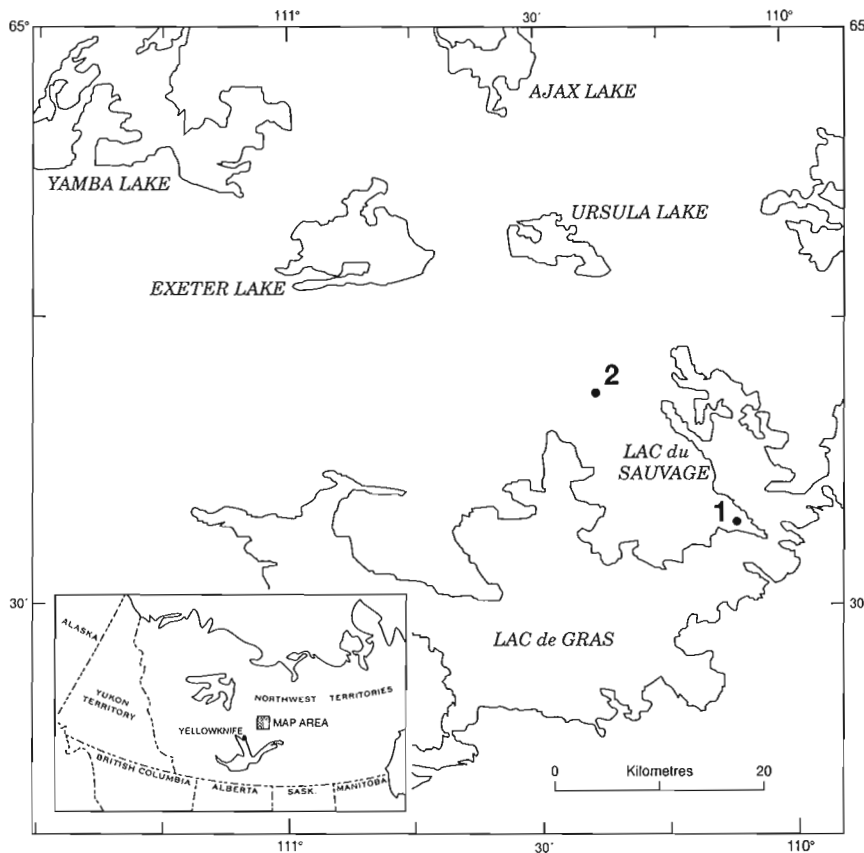 111° 30' 110°
65° 65
AJAX LAKE
YAMBA LAKE
URSULA LAKE
EXETER LAKE
2
LAC du
SAUVAGE
1
30' 30
LAC de GRAS
ALASKA
YUKON
TERRITORY
NORTHWEST TERRITORIES
YELLOWKNIFE
MAP AREA
BRITISH COLUMBIA
ALBERTA
SASK.
MANITOBA
0 Kilometres 20
111° 30' 110°